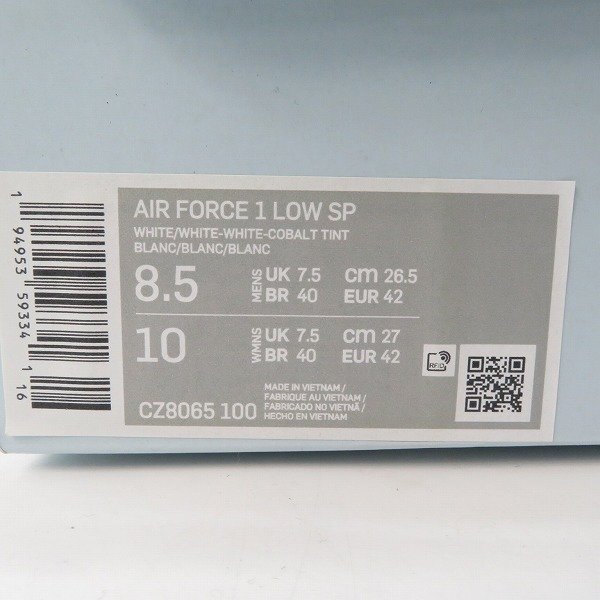 AIR FORCE 1 LOW SP
WHITE/WHITE-WHITE-COBALT TINT
BLANC/BLANC/BLANC
8.5 MENS UK 7.5 cm 26.5
BR 40 EUR 42
10 WMNS UK 7.5 cm 27
BR 40 EUR 42
MADE IN VIETNAM /
FABRIQUE AU VIETNAM /
FABRICADO NO VIETNÃ /
HECHO EN VIETNAM
CZ8065 100
RFID
1 94953 59334 1 16